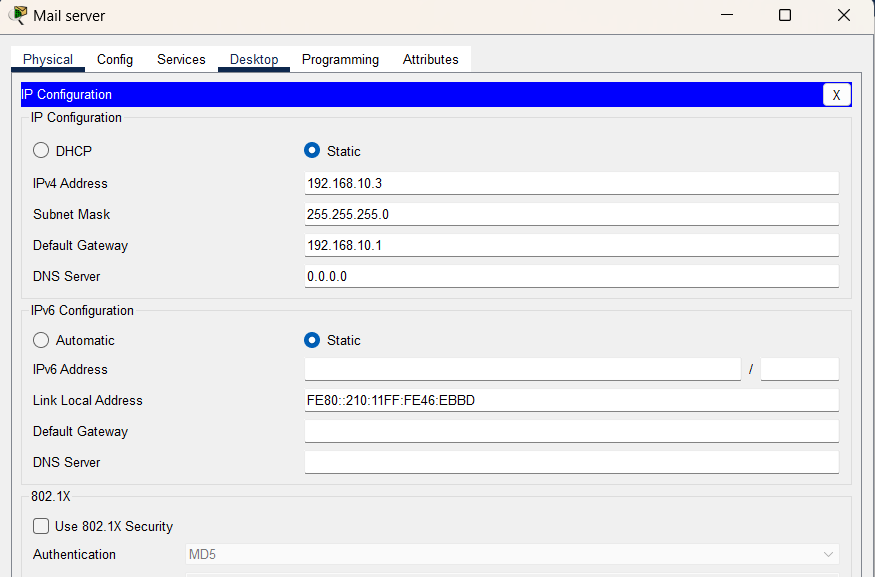 Mail server
Physical Config Services Desktop Programming Attributes
IP Configuration X
IP Configuration
DHCP Static
IPv4 Address 192.168.10.3
Subnet Mask 255.255.255.0
Default Gateway 192.168.10.1
DNS Server 0.0.0.0
IPv6 Configuration
Automatic Static
IPv6 Address /
Link Local Address FE80::210:11FF:FE46:EBBD
Default Gateway
DNS Server
802.1X
Use 802.1X Security
Authentication MD5